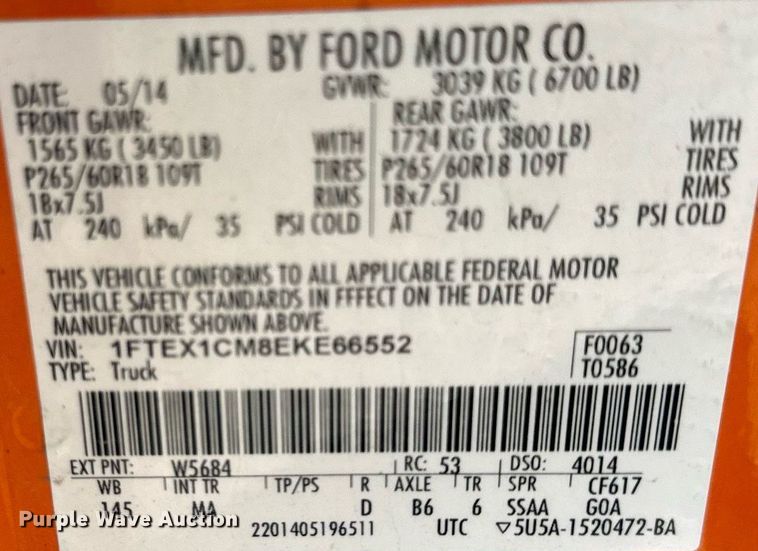 MFD. BY FORD MOTOR CO.
DATE: 05/14 GVWR: 3039 KG ( 6700 LB)
FRONT GAWR: REAR GAWR:
1565 KG ( 3450 LB) WITH 1724 KG ( 3800 LB) WITH
P265/60R18 109T TIRES P265/60R18 109T TIRES
18x7.5J RIMS 18x7.5J RIMS
AT 240 kPa/ 35 PSI COLD AT 240 kPa/ 35 PSI COLD
THIS VEHICLE CONFORMS TO ALL APPLICABLE FEDERAL MOTOR
VEHICLE SAFETY STANDARDS IN EFFECT ON THE DATE OF
MANUFACTURE SHOWN ABOVE.
VIN: 1FTEX1CM8EKE66552 F0063
TYPE: Truck T0586
EXT PNT: W5684 RC: 53 DSO: 4014
WB INT TR TP/PS R AXLE TR SPR CF617
145 MA D B6 6 SSAA GOA
2201405196511 UTC ▽5U5A-1520472-BA
Purple Wave Auction